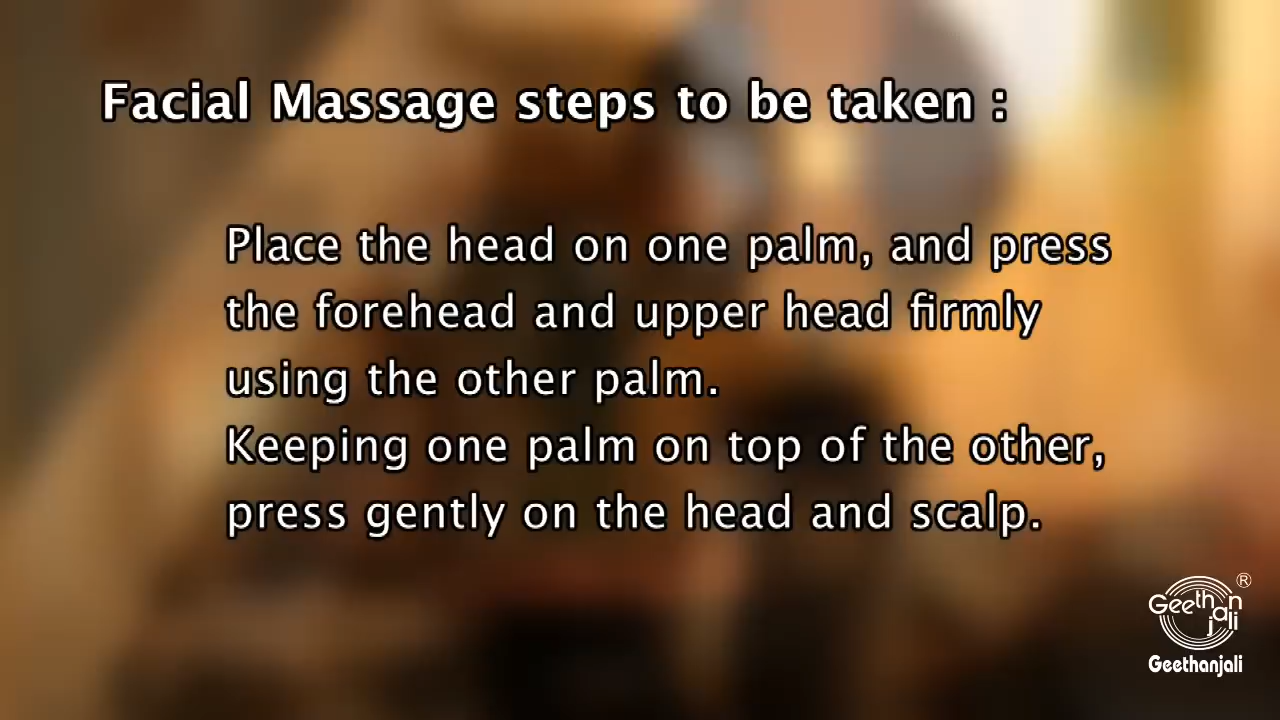 Facial Massage steps to be taken :
Place the head on one palm, and press
the forehead and upper head firmly
using the other palm.
Keeping one palm on top of the other,
press gently on the head and scalp.
®
Geethanjali
Geethanjali